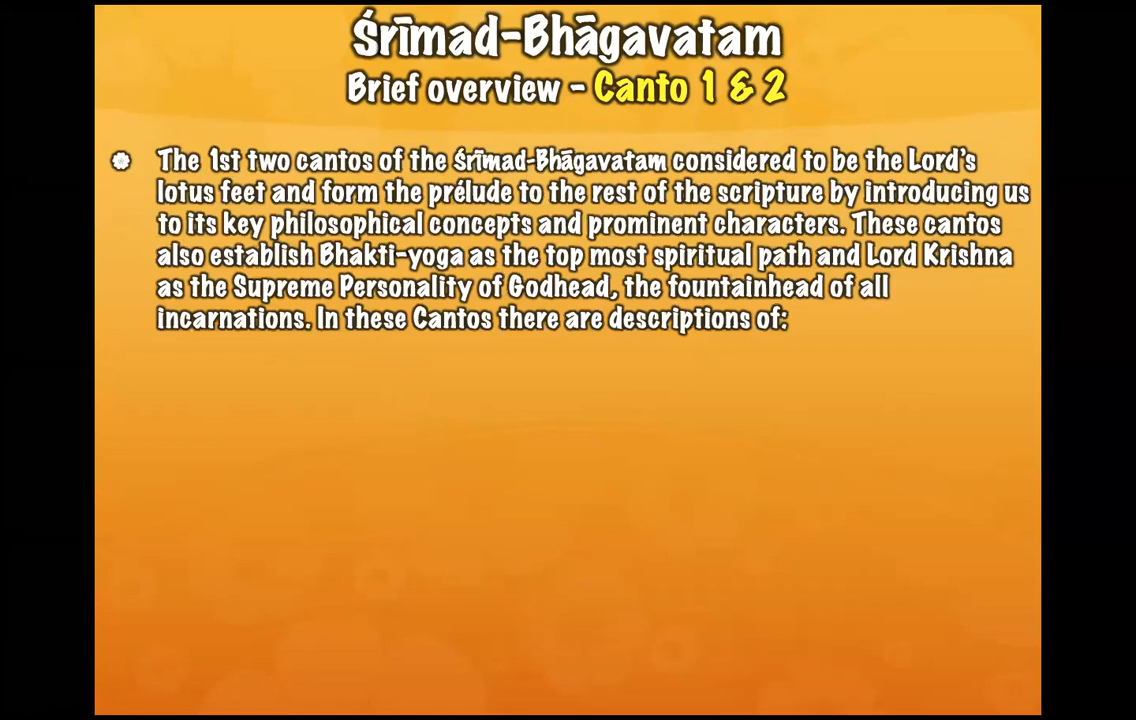 Śrīmad-Bhāgavatam
Brief overview - Canto 1 & 2
The 1st two cantos of the Śrīmad-Bhāgavatam considered to be the Lord's
lotus feet and form the prélude to the rest of the scripture by introducing us
to its key philosophical concepts and prominent characters. These cantos
also establish Bhakti-yoga as the top most spiritual path and Lord Krishna
as the Supreme Personality of Godhead, the fountainhead of all
incarnations. In these Cantos there are descriptions of: